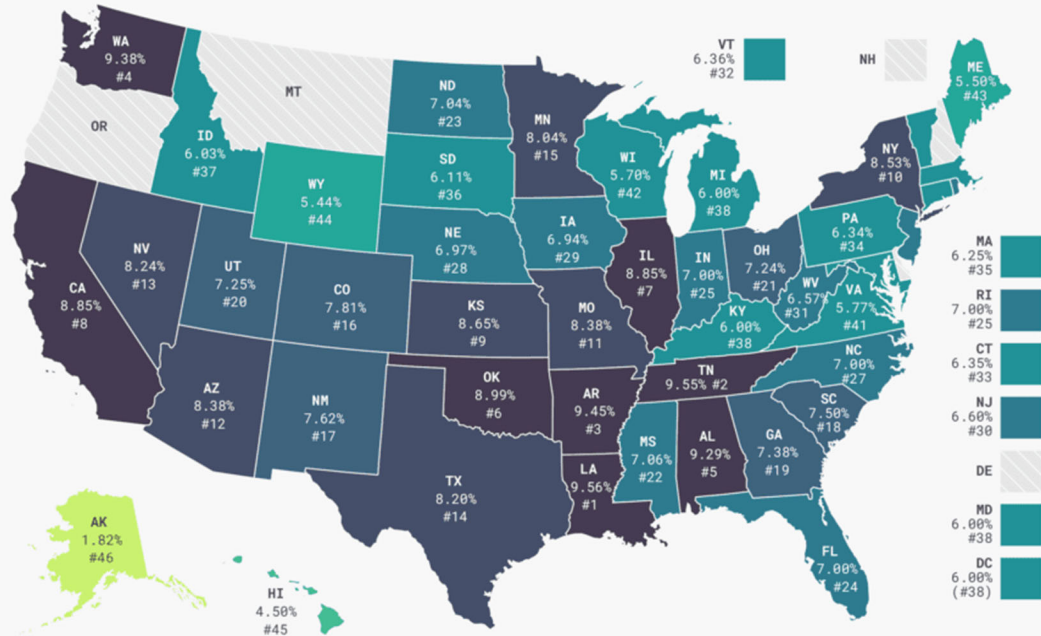 WA
9.38%
#4
OR
ID
6.03%
#37
MT
WY
5.44%
#44
ND
7.04%
#23
SD
6.11%
#36
NE
6.97%
#28
MN
8.04%
#15
IA
6.94%
#29
WI
5.70%
#42
MI
6.00%
#38
VT
6.36%
#32
NH
ME
5.50%
#43
NY
8.53%
#10
CA
8.85%
#8
NV
8.24%
#13
UT
7.25%
#20
CO
7.81%
#16
KS
8.65%
#9
MO
8.38%
#11
IL
8.85%
#7
IN
7.00%
#25
OH
7.24%
#21
PA
6.34%
#34
WV
6.57%
#31
VA
5.77%
#41
KY
6.00%
#38
NC
7.00%
#27
TN
9.55% #2
SC
7.50%
#18
AZ
8.38%
#12
NM
7.62%
#17
OK
8.99%
#6
AR
9.45%
#3
MS
7.06%
#22
AL
9.29%
#5
GA
7.38%
#19
TX
8.20%
#14
LA
9.56%
#1
FL
7.00%
#24
AK
1.82%
#46
HI
4.50%
#45
MA
6.25%
#35
RI
7.00%
#25
CT
6.35%
#33
NJ
6.60%
#30
DE
MD
6.00%
#38
DC
6.00%
(#38)